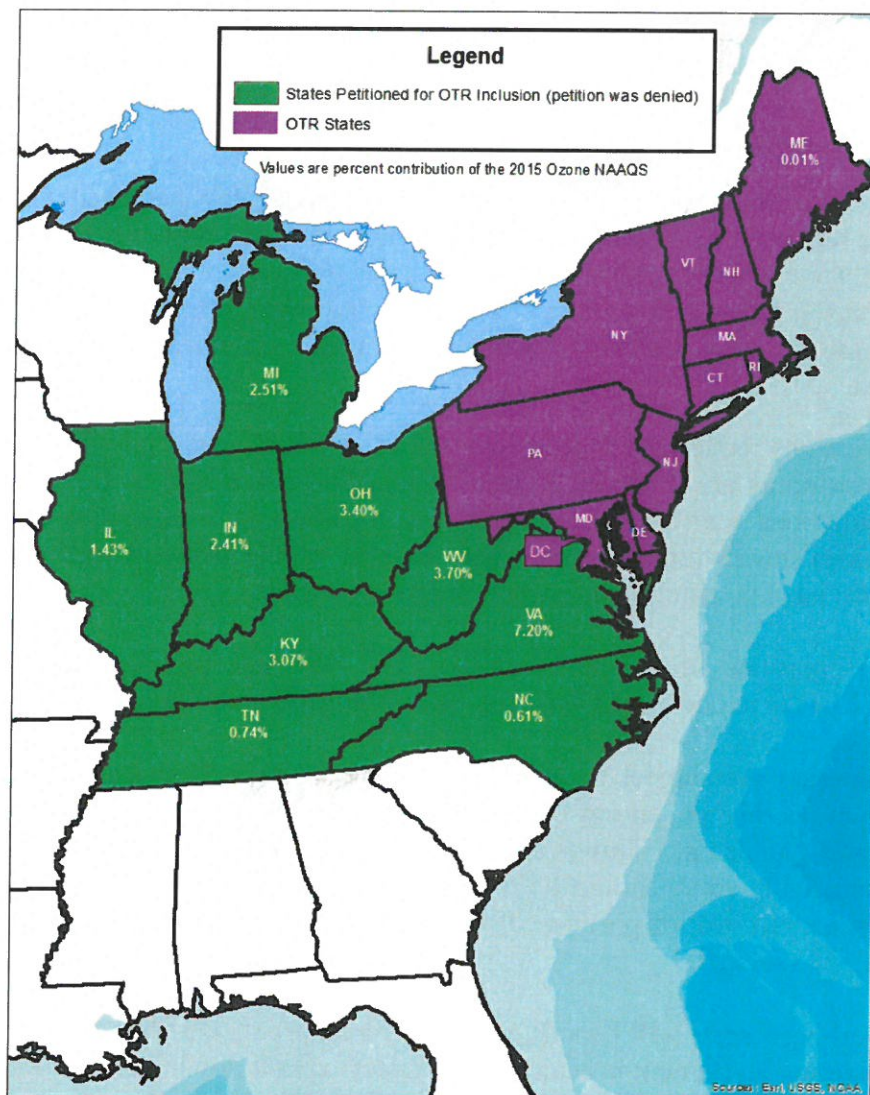 Legend
States Petitioned for OTR Inclusion (petition was denied)
OTR States
Values are percent contribution of the 2015 Ozone NAAQS
ME
0.01%
VT
NH
NY
MA
CT
RI
MI
2.51%
PA
NJ
OH
3.40%
IN
2.41%
IL
1.43%
MD
DE
DC
WV
3.70%
VA
7.20%
KY
3.07%
NC
0.61%
TN
0.74%
Sources: Esri, USGS, NOAA